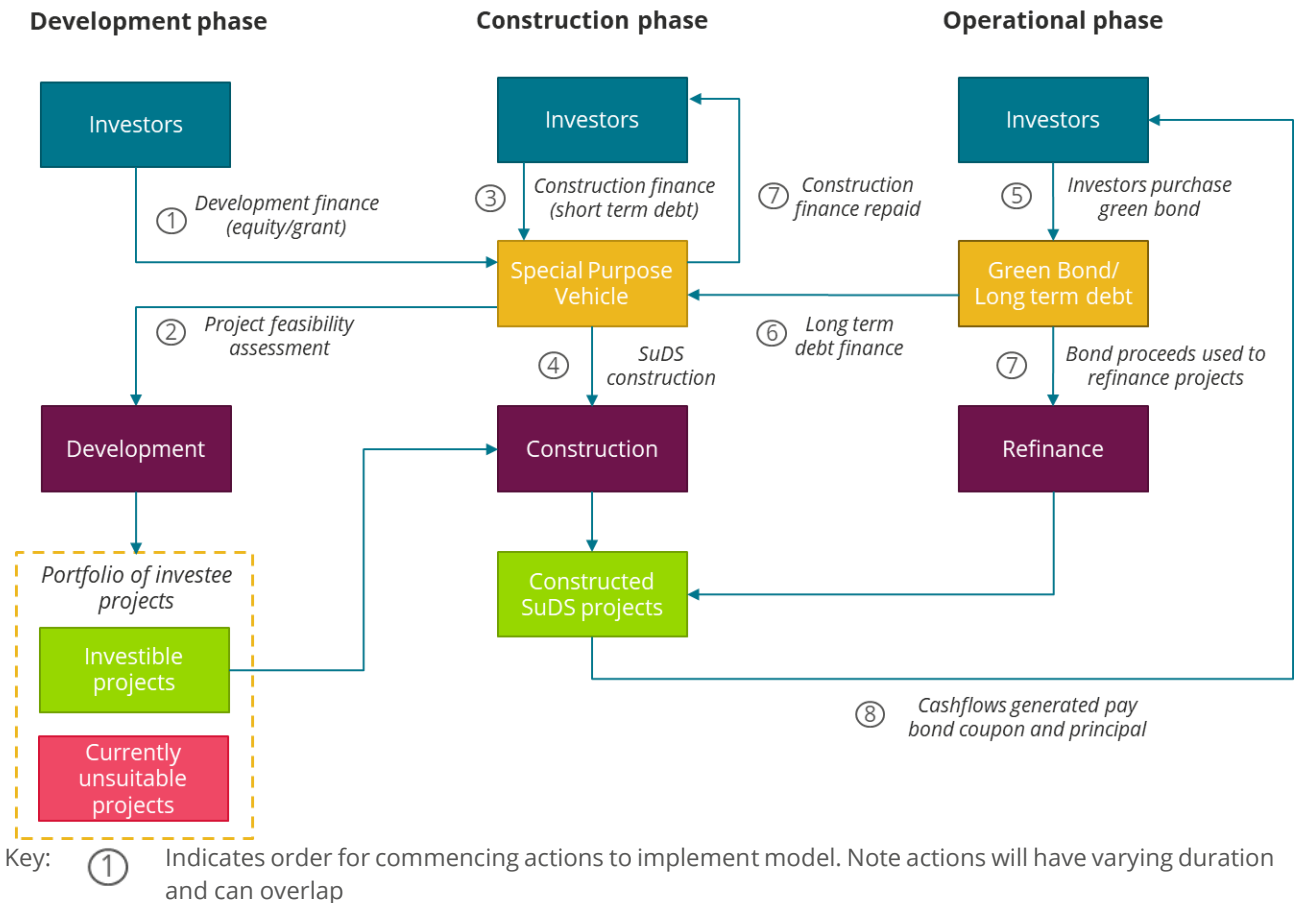 Development phase
Construction phase
Operational phase
Investors
Investors
Investors
1
Development finance
(equity/grant)
3
Construction finance
(short term debt)
7
Construction
finance repaid
5
Investors purchase
green bond
Special Purpose
Vehicle
Green Bond/
Long term debt
2
Project feasibility
assessment
4
SuDS
construction
6
Long term
debt finance
7
Bond proceeds used to
refinance projects
Development
Construction
Refinance
Portfolio of investee
projects
Investible
projects
Currently
unsuitable
projects
Constructed
SuDS projects
8
Cashflows generated pay
bond coupon and principal
Key:
1
Indicates order for commencing actions to implement model. Note actions will have varying duration
and can overlap